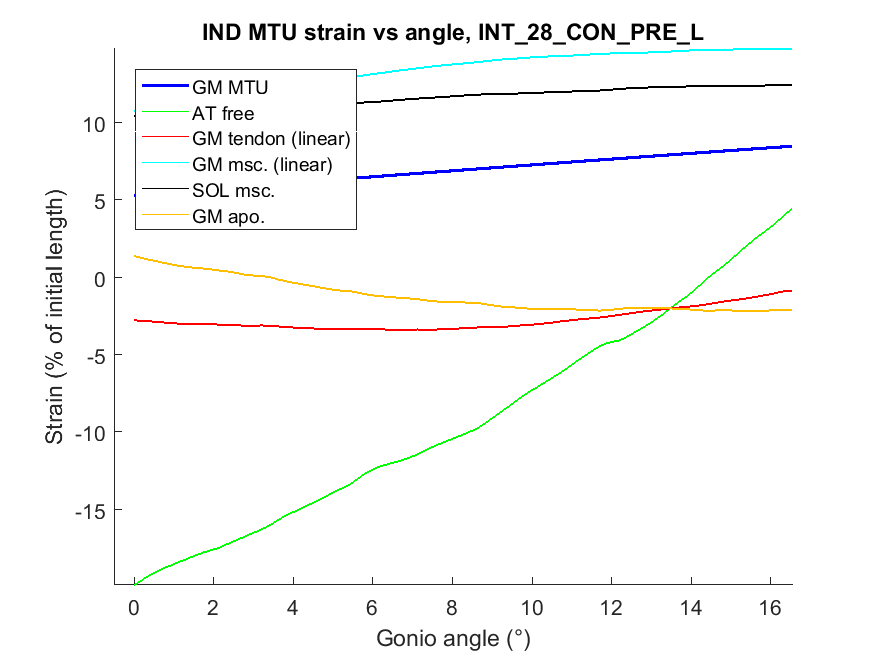 IND MTU strain vs angle, INT_28_CON_PRE_L
GM MTU
AT free
GM tendon (linear)
GM msc. (linear)
SOL msc.
GM apo.
Strain (% of initial length)
10
5
0
-5
-10
-15
0 2 4 6 8 10 12 14 16
Gonio angle (°)